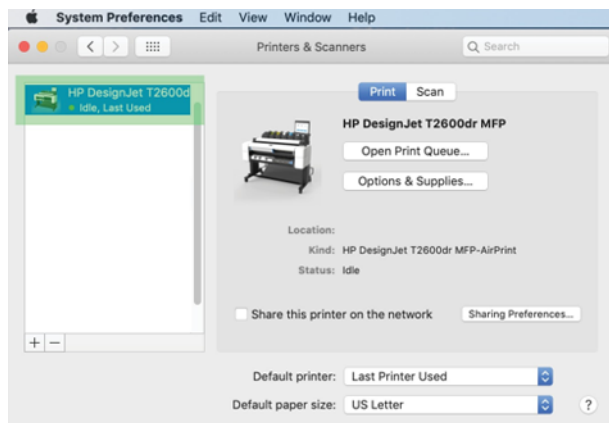 System Preferences Edit View Window Help
Printers & Scanners
Search
HP DesignJet T2600d
Idle, Last Used
Print Scan
HP DesignJet T2600dr MFP
Open Print Queue...
Options & Supplies...
Location:
Kind: HP DesignJet T2600dr MFP-AirPrint
Status: Idle
Share this printer on the network Sharing Preferences...
+ −
Default printer: Last Printer Used
Default paper size: US Letter ?